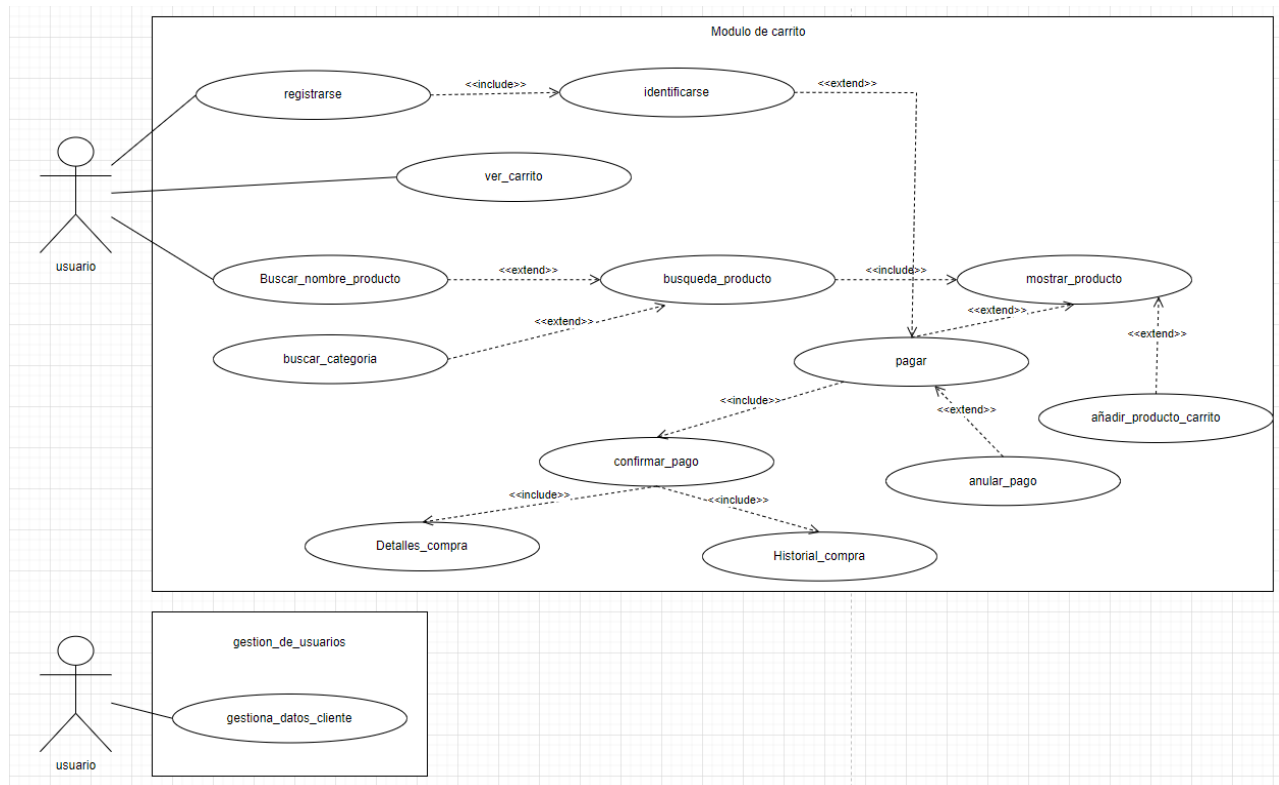 Modulo de carrito
registrarse
<<include>>
identificarse
<<extend>>
ver_carrito
usuario
Buscar_nombre_producto
<<extend>>
busqueda_producto
<<include>>
mostrar_producto
<<extend>>
<<extend>>
<<extend>>
buscar_categoria
pagar
<<include>>
<<extend>>
añadir_producto_carrito
confirmar_pago
anular_pago
<<include>>
<<include>>
Detalles_compra
Historial_compra
gestion_de_usuarios
gestiona_datos_cliente
usuario